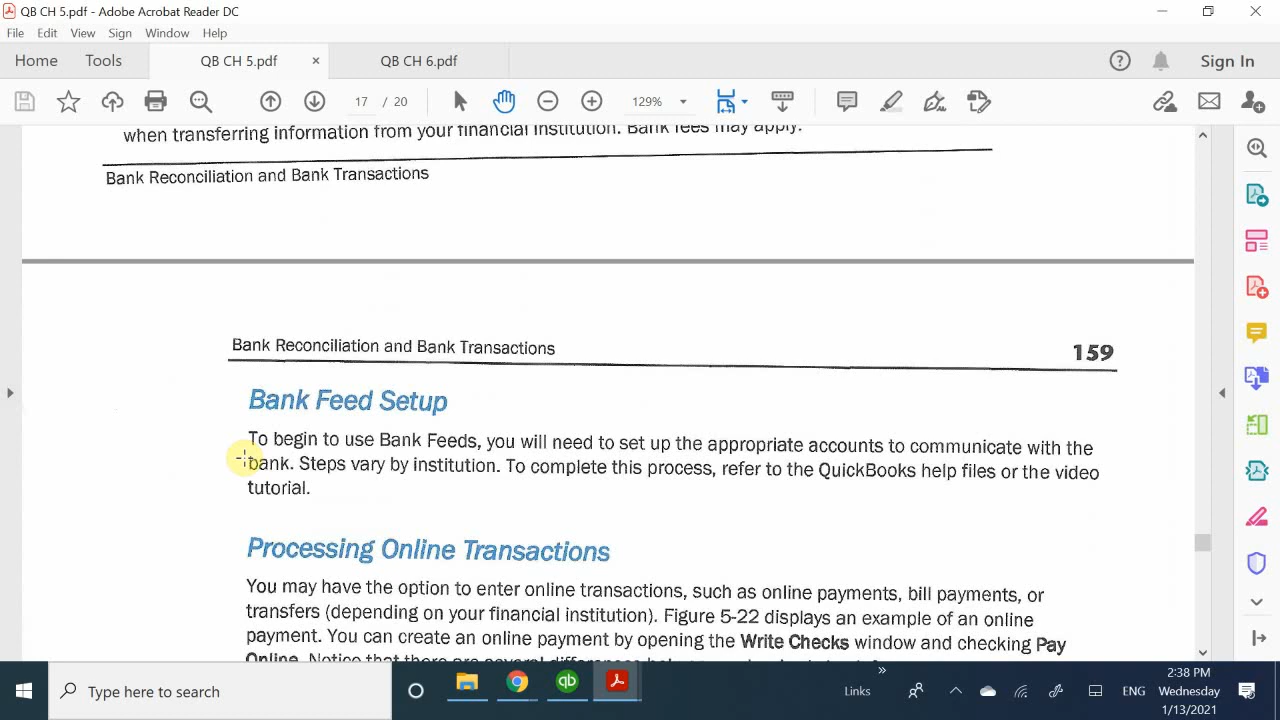 QB CH 5.pdf - Adobe Acrobat Reader DC
File Edit View Sign Window Help
Home Tools QB CH 5.pdf × QB CH 6.pdf Sign In
17 / 20 129%
when transferring information from your financial institution. Bank fees may apply.
Bank Reconciliation and Bank Transactions
Bank Reconciliation and Bank Transactions 159
Bank Feed Setup
To begin to use Bank Feeds, you will need to set up the appropriate accounts to communicate with the
bank. Steps vary by institution. To complete this process, refer to the QuickBooks help files or the video
tutorial.
Processing Online Transactions
You may have the option to enter online transactions, such as online payments, bill payments, or
transfers (depending on your financial institution). Figure 5-22 displays an example of an online
payment. You can create an online payment by opening the Write Checks window and checking Pay
Online. Notice that there are several differences
Type here to search qb Links » ENG 2:38 PM
Wednesday
1/13/2021